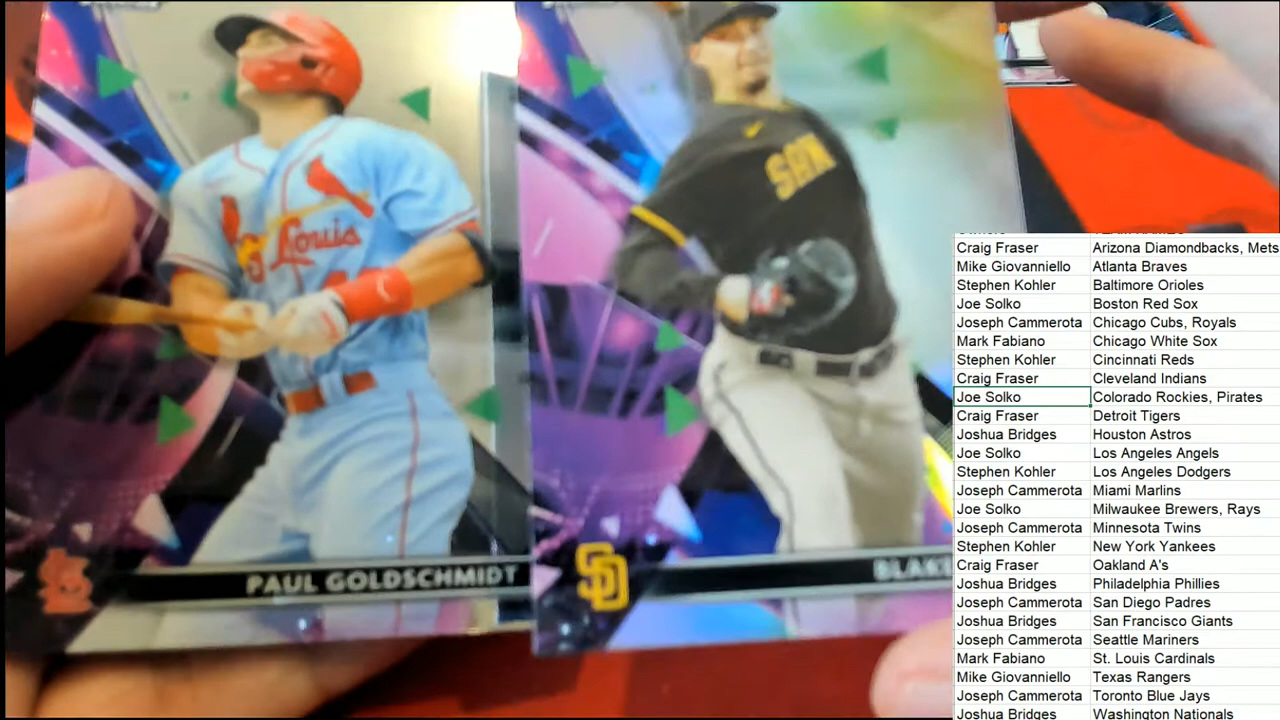 St. Louis
SAN
SD
PAUL GOLDSCHMIDT
BLAKE
Craig Fraser Arizona Diamondbacks, Mets
Mike Giovanniello Atlanta Braves
Stephen Kohler Baltimore Orioles
Joe Solko Boston Red Sox
Joseph Cammerota Chicago Cubs, Royals
Mark Fabiano Chicago White Sox
Stephen Kohler Cincinnati Reds
Craig Fraser Cleveland Indians
Joe Solko Colorado Rockies, Pirates
Craig Fraser Detroit Tigers
Joshua Bridges Houston Astros
Joe Solko Los Angeles Angels
Stephen Kohler Los Angeles Dodgers
Joseph Cammerota Miami Marlins
Joe Solko Milwaukee Brewers, Rays
Joseph Cammerota Minnesota Twins
Stephen Kohler New York Yankees
Craig Fraser Oakland A's
Joshua Bridges Philadelphia Phillies
Joseph Cammerota San Diego Padres
Joshua Bridges San Francisco Giants
Joseph Cammerota Seattle Mariners
Mark Fabiano St. Louis Cardinals
Mike Giovanniello Texas Rangers
Joseph Cammerota Toronto Blue Jays
Joshua Bridges Washington Nationals